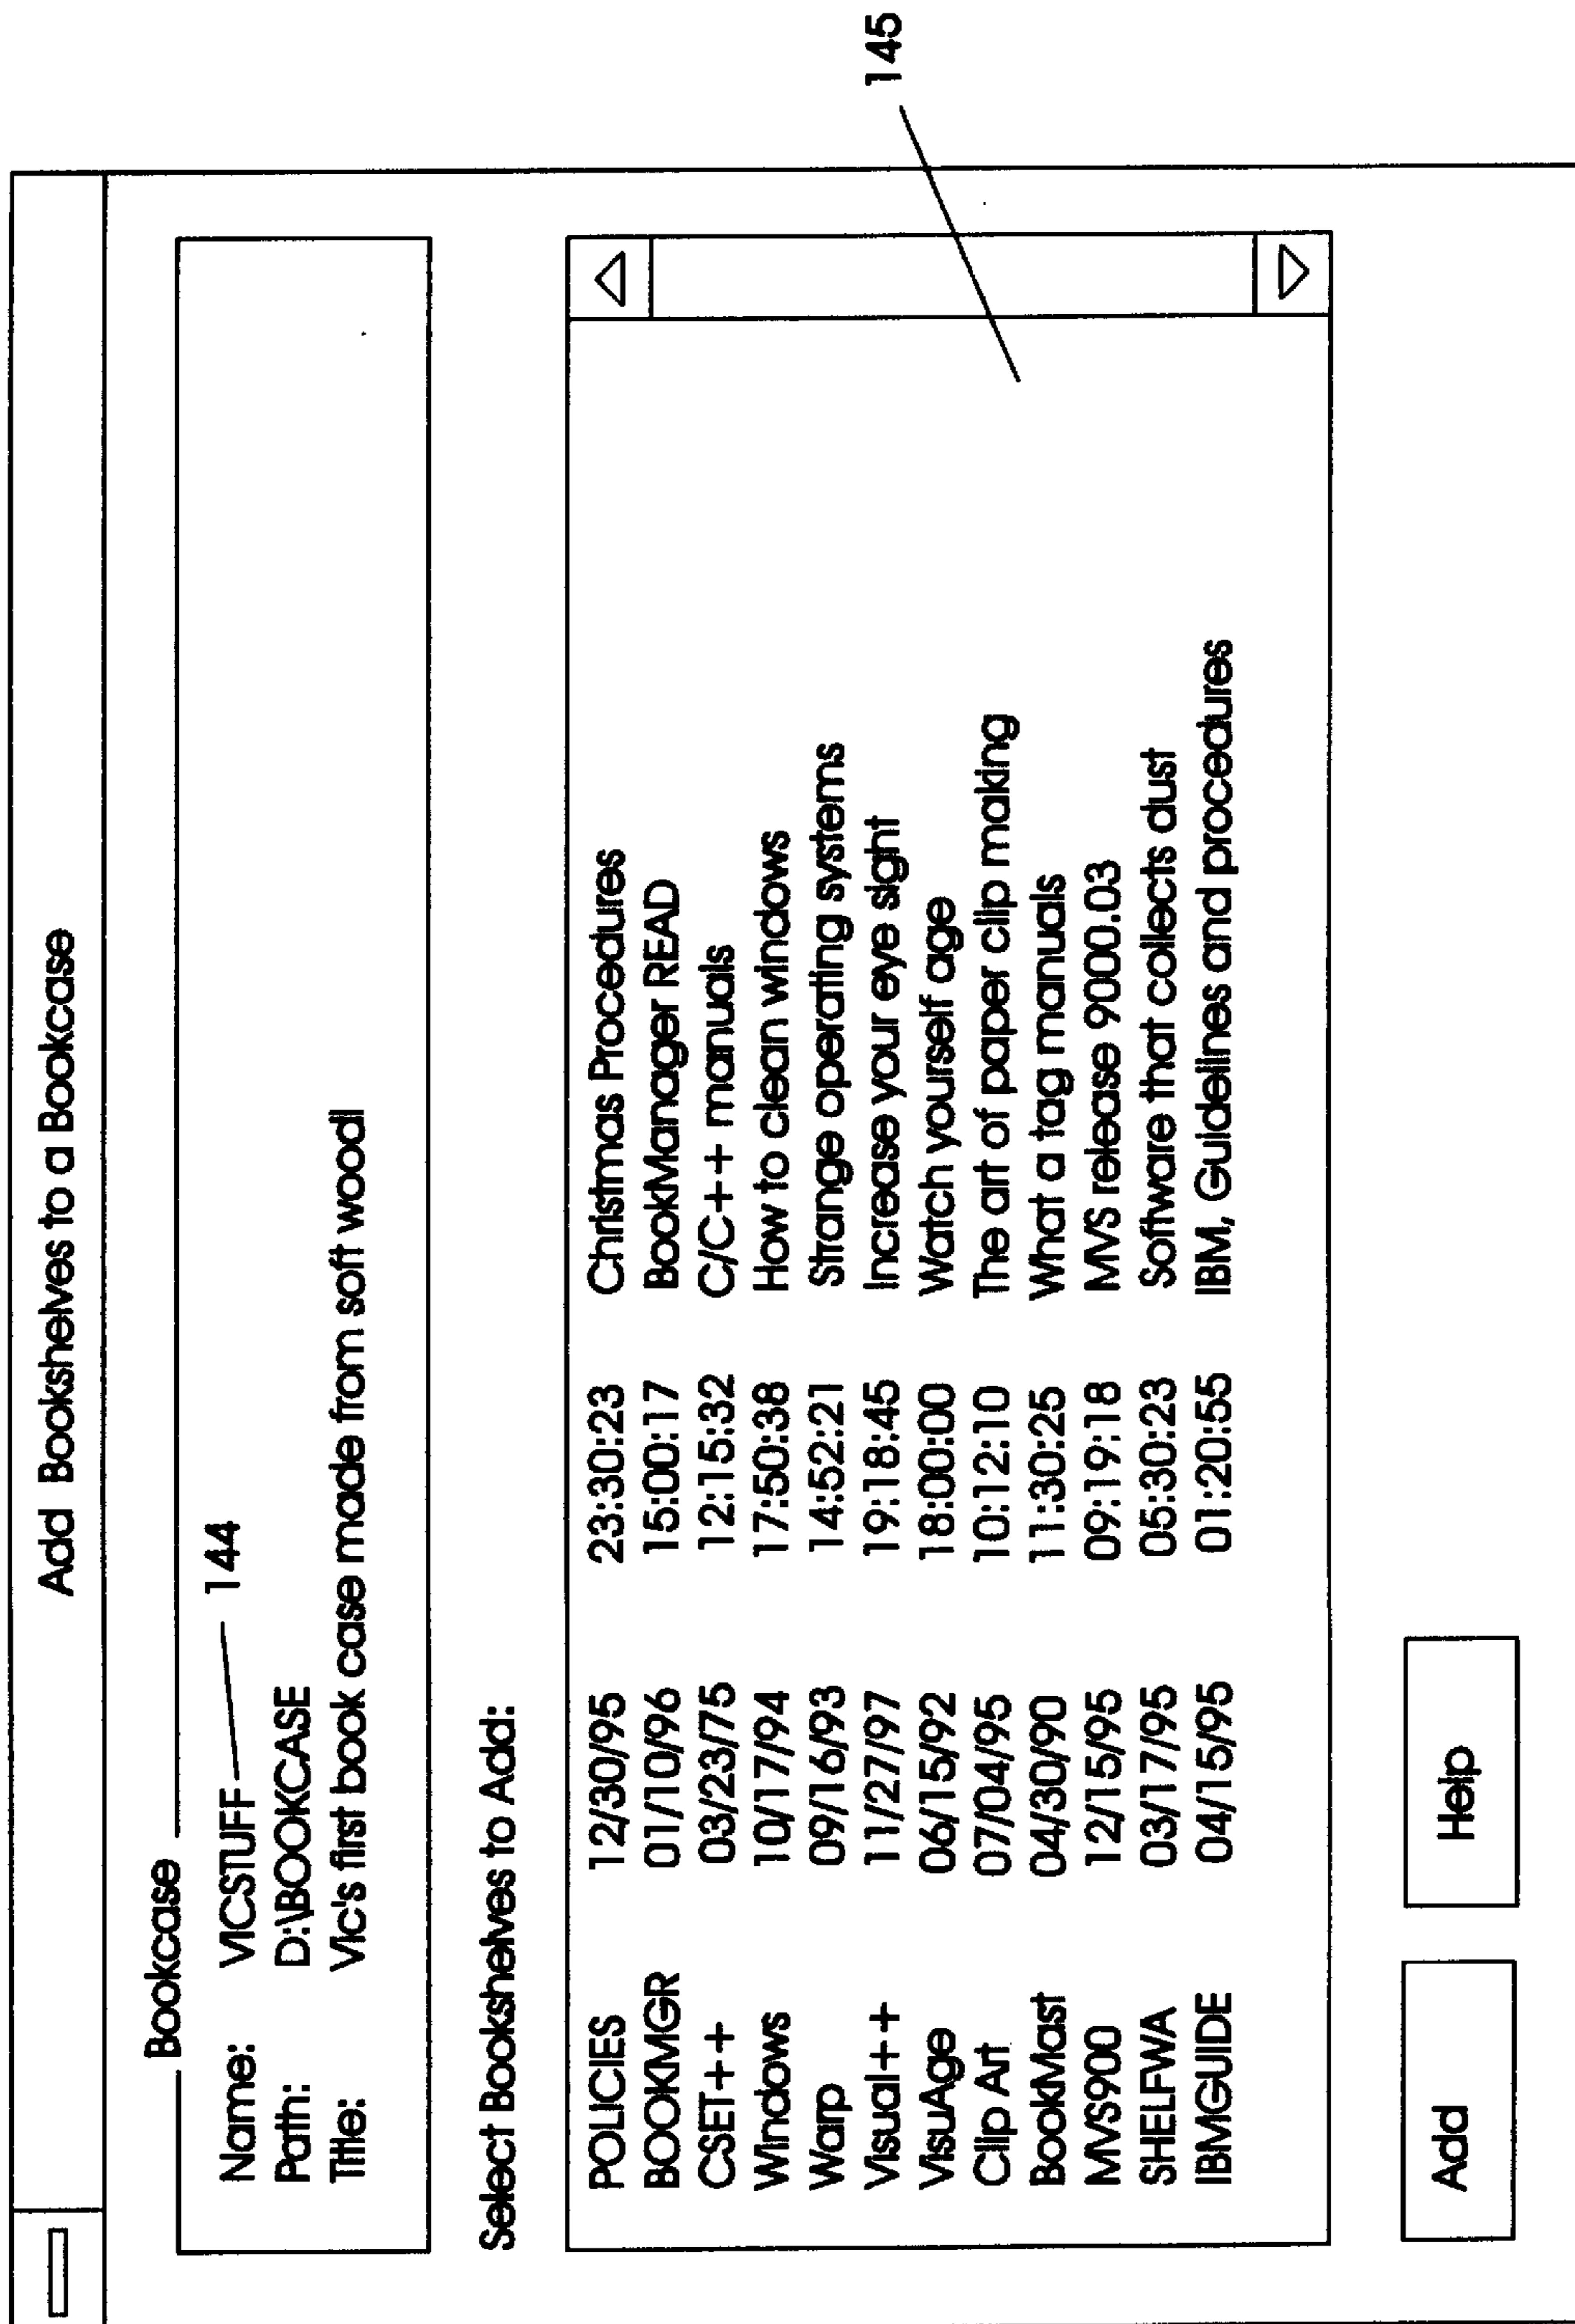 Add Bookshelves to a Bookcase
Bookcase
Name: VICSTUFF 144
Path: D:\BOOKCASE
Title: Vic's first book case made from soft wood!
Select Bookshelves to Add:
POLICIES 12/30/95 23:30:23 Christmas Procedures
BOOKMGR 01/10/96 15:00:17 BookManager READ
CSET++ 03/23/75 12:15:32 C/C++ manuals
Windows 10/17/94 17:50:38 How to clean windows
Warp 09/16/93 14:52:21 Strange operating systems
Visual++ 11/27/97 19:18:45 Increase your eye sight
VisuAge 06/15/92 18:00:00 Watch yourself age
Clip Art 07/04/95 10:12:10 The art of paper clip making
BookMast 04/30/90 11:30:25 What a tag manuals
MVS900 12/15/95 09:19:18 MVS release 9000.03
SHELFWA 03/17/95 05:30:23 Software that collects dust
IBMGUIDE 04/15/95 01:20:55 IBM, Guidelines and procedures
145
Add Help